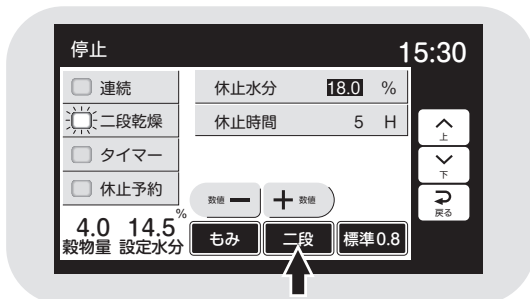 停止 15:30
連続
二段乾燥
タイマー
休止予約
休止水分 18.0 %
休止時間 5 H
数値 − + 数値
上
下
戻る
4.0 14.5%
穀物量 設定水分
もみ 二段 標準0.8